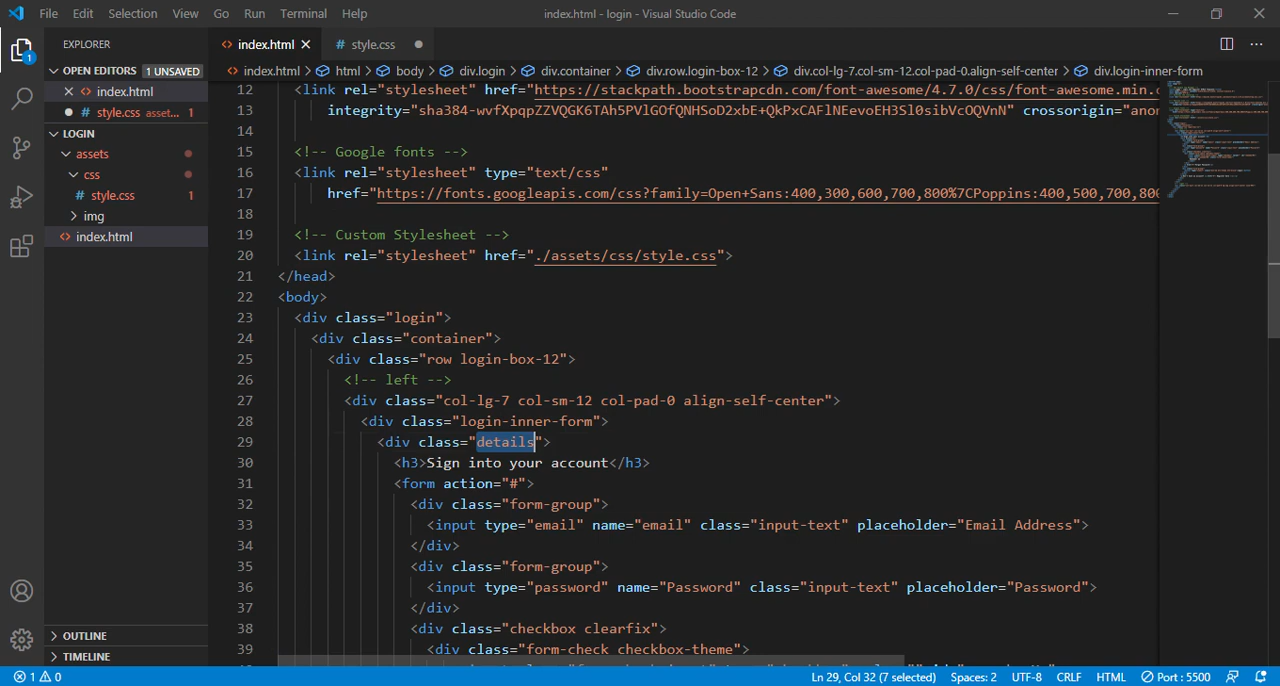 File Edit Selection View Go Run Terminal Help index.html - login - Visual Studio Code
EXPLORER
index.html
# style.css
OPEN EDITORS 1 UNSAVED
index.html
style.css asset... 1
LOGIN
assets
css
# style.css 1
img
index.html
OUTLINE
TIMELINE
index.html > html > body > div.login > div.container > div.row.login-box-12 > div.col-lg-7.col-sm-12.col-pad-0.align-self-center > div.login-inner-form
12 <link rel="stylesheet" href="https://stackpath.bootstrapcdn.com/font-awesome/4.7.0/css/font-awesome.min.c
13 integrity="sha384-wvfXpqpZZVQGK6TAh5PVlGOfQNHSoD2xbE+QkPxCAFlNEevoEH3Sl0sibVcOQVnN" crossorigin="anon
14
15 <!-- Google fonts -->
16 <link rel="stylesheet" type="text/css"
17 href="https://fonts.googleapis.com/css?family=Open+Sans:400,300,600,700,800%7CPoppins:400,500,700,8
18
19 <!-- Custom Stylesheet -->
20 <link rel="stylesheet" href="./assets/css/style.css">
21 </head>
22 <body>
23 <div class="login">
24 <div class="container">
25 <div class="row login-box-12">
26 <!-- left -->
27 <div class="col-lg-7 col-sm-12 col-pad-0 align-self-center">
28 <div class="login-inner-form">
29 <div class="details">
30 <h3>Sign into your account</h3>
31 <form action="#">
32 <div class="form-group">
33 <input type="email" name="email" class="input-text" placeholder="Email Address">
34 </div>
35 <div class="form-group">
36 <input type="password" name="Password" class="input-text" placeholder="Password">
37 </div>
38 <div class="checkbox clearfix">
39 <div class="form-check checkbox-theme">
1 0 Ln 29, Col 32 (7 selected) Spaces: 2 UTF-8 CRLF HTML Port : 5500